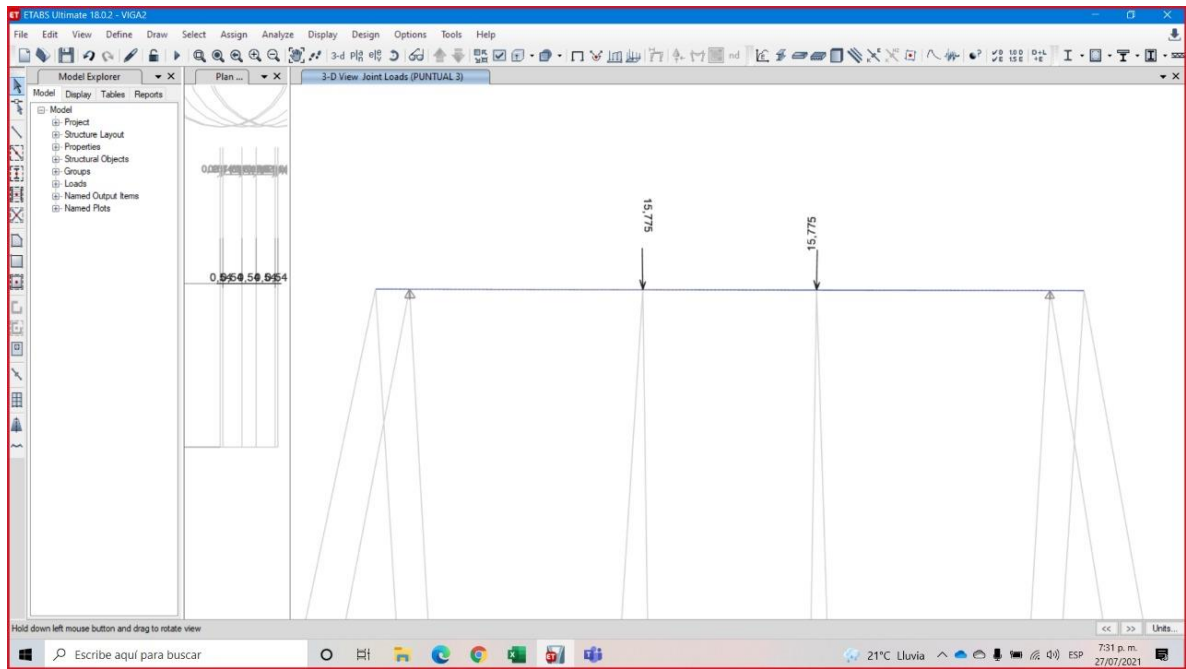 ETABS Ultimate 18.0.2 - VIGA2
File Edit View Define Draw Select Assign Analyze Display Design Options Tools Help
3-d
nd
Model Explorer
Plan ...
3-D View Joint Loads (PUNTUAL 3)
Model Display Tables Reports
Model
Project
Structure Layout
Properties
Structural Objects
Groups
Loads
Named Output Items
Named Plots
15,775
15,775
Hold down left mouse button and drag to rotate view
<< >> Units...
Escribe aquí para buscar
21°C Lluvia
ESP
7:31 p. m.
27/07/2021